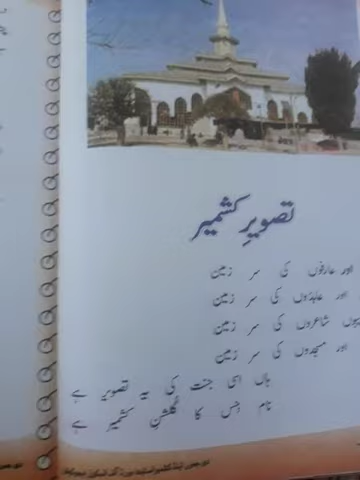 تصویرِ کشمیر
اور عارفوں کی سر زمین
اور عابدوں کی سر زمین
شاعروں کی سر زمین
اور مسجدوں کی سر زمین
ہاں اسی جنت کی یہ تصویر ہے
نام جس کا گلشنِ کشمیر ہے